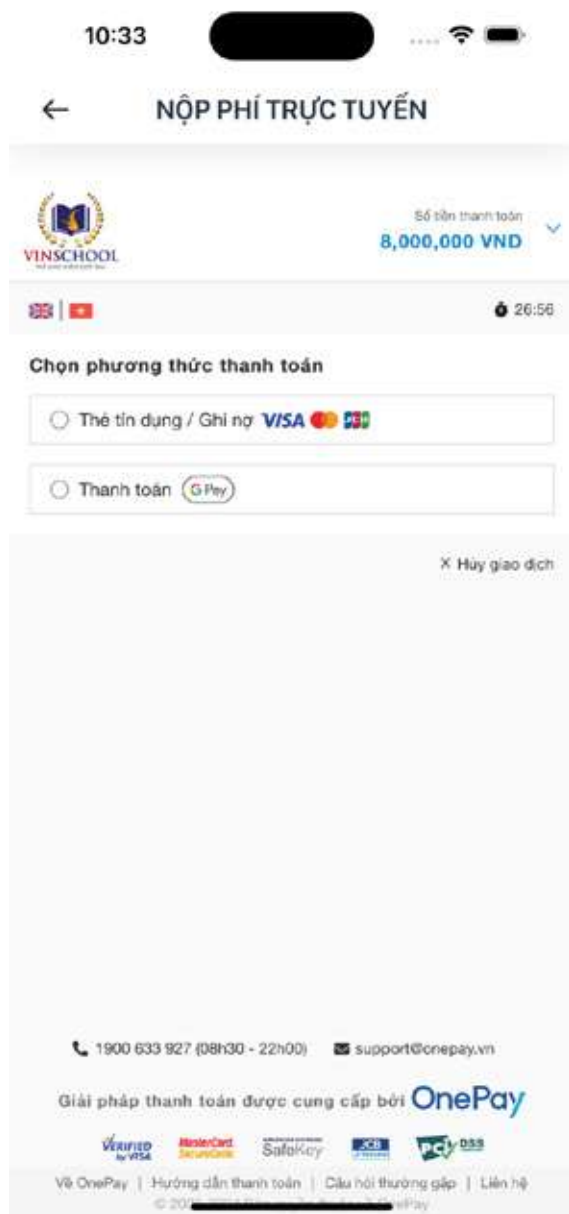 10:33
NỘP PHÍ TRỰC TUYẾN
VINSCHOOL
Số tiền thanh toán
8,000,000 VND
26:56
Chọn phương thức thanh toán
Thẻ tín dụng / Ghi nợ VISA JCB
Thanh toán G Pay
× Hủy giao dịch
1900 633 927 (08h30 - 22h00) support@onepay.vn
Giải pháp thanh toán được cung cấp bởi OnePay
VERIFIED by VISA MasterCard SecureCode SafeKey JCB PCI DSS
Về OnePay | Hướng dẫn thanh toán | Câu hỏi thường gặp | Liên hệ